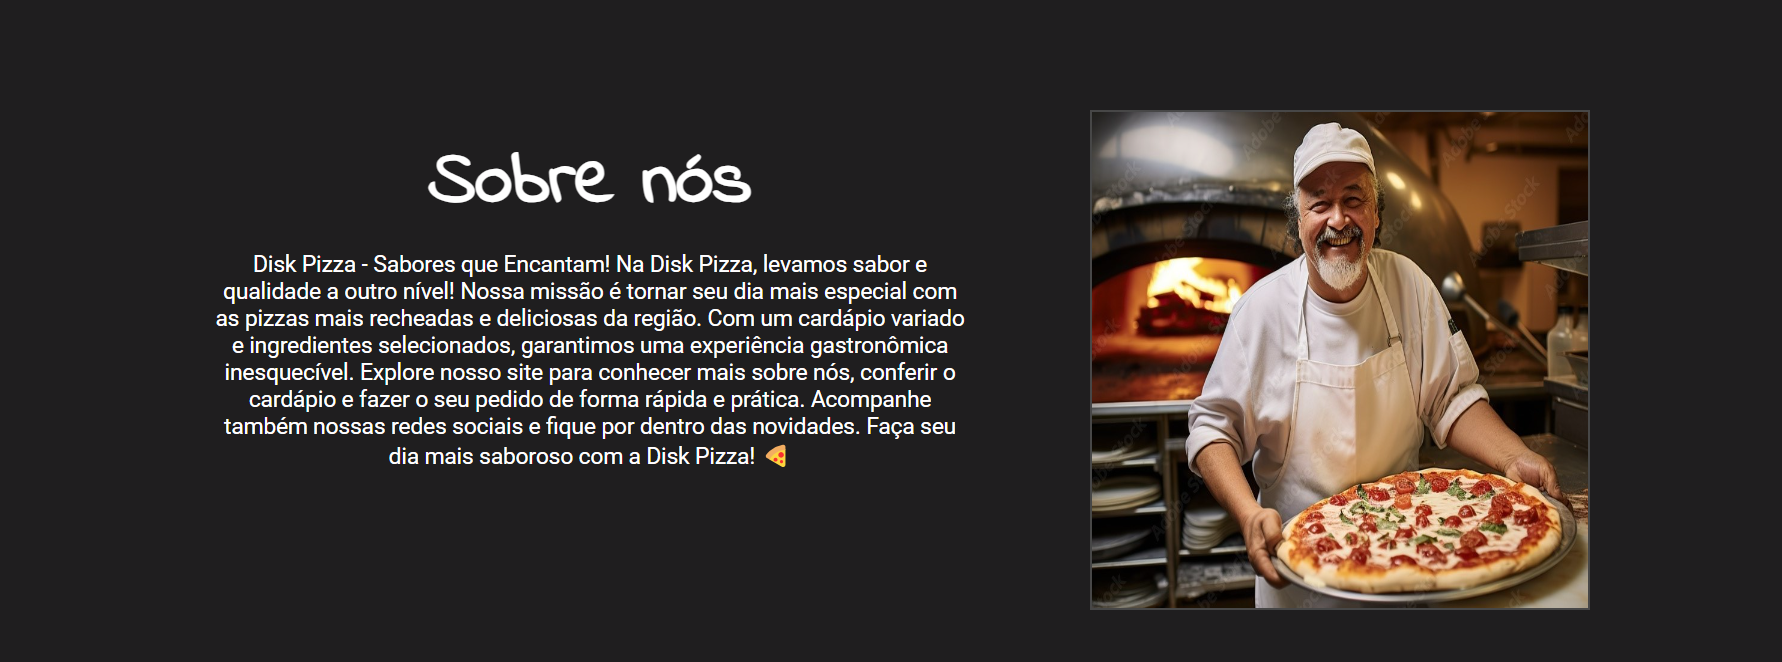 Sobre nós
Disk Pizza - Sabores que Encantam! Na Disk Pizza, levamos sabor e
qualidade a outro nível! Nossa missão é tornar seu dia mais especial com
as pizzas mais recheadas e deliciosas da região. Com um cardápio variado
e ingredientes selecionados, garantimos uma experiência gastronômica
inesquecível. Explore nosso site para conhecer mais sobre nós, conferir o
cardápio e fazer o seu pedido de forma rápida e prática. Acompanhe
também nossas redes sociais e fique por dentro das novidades. Faça seu
dia mais saboroso com a Disk Pizza! 🍕